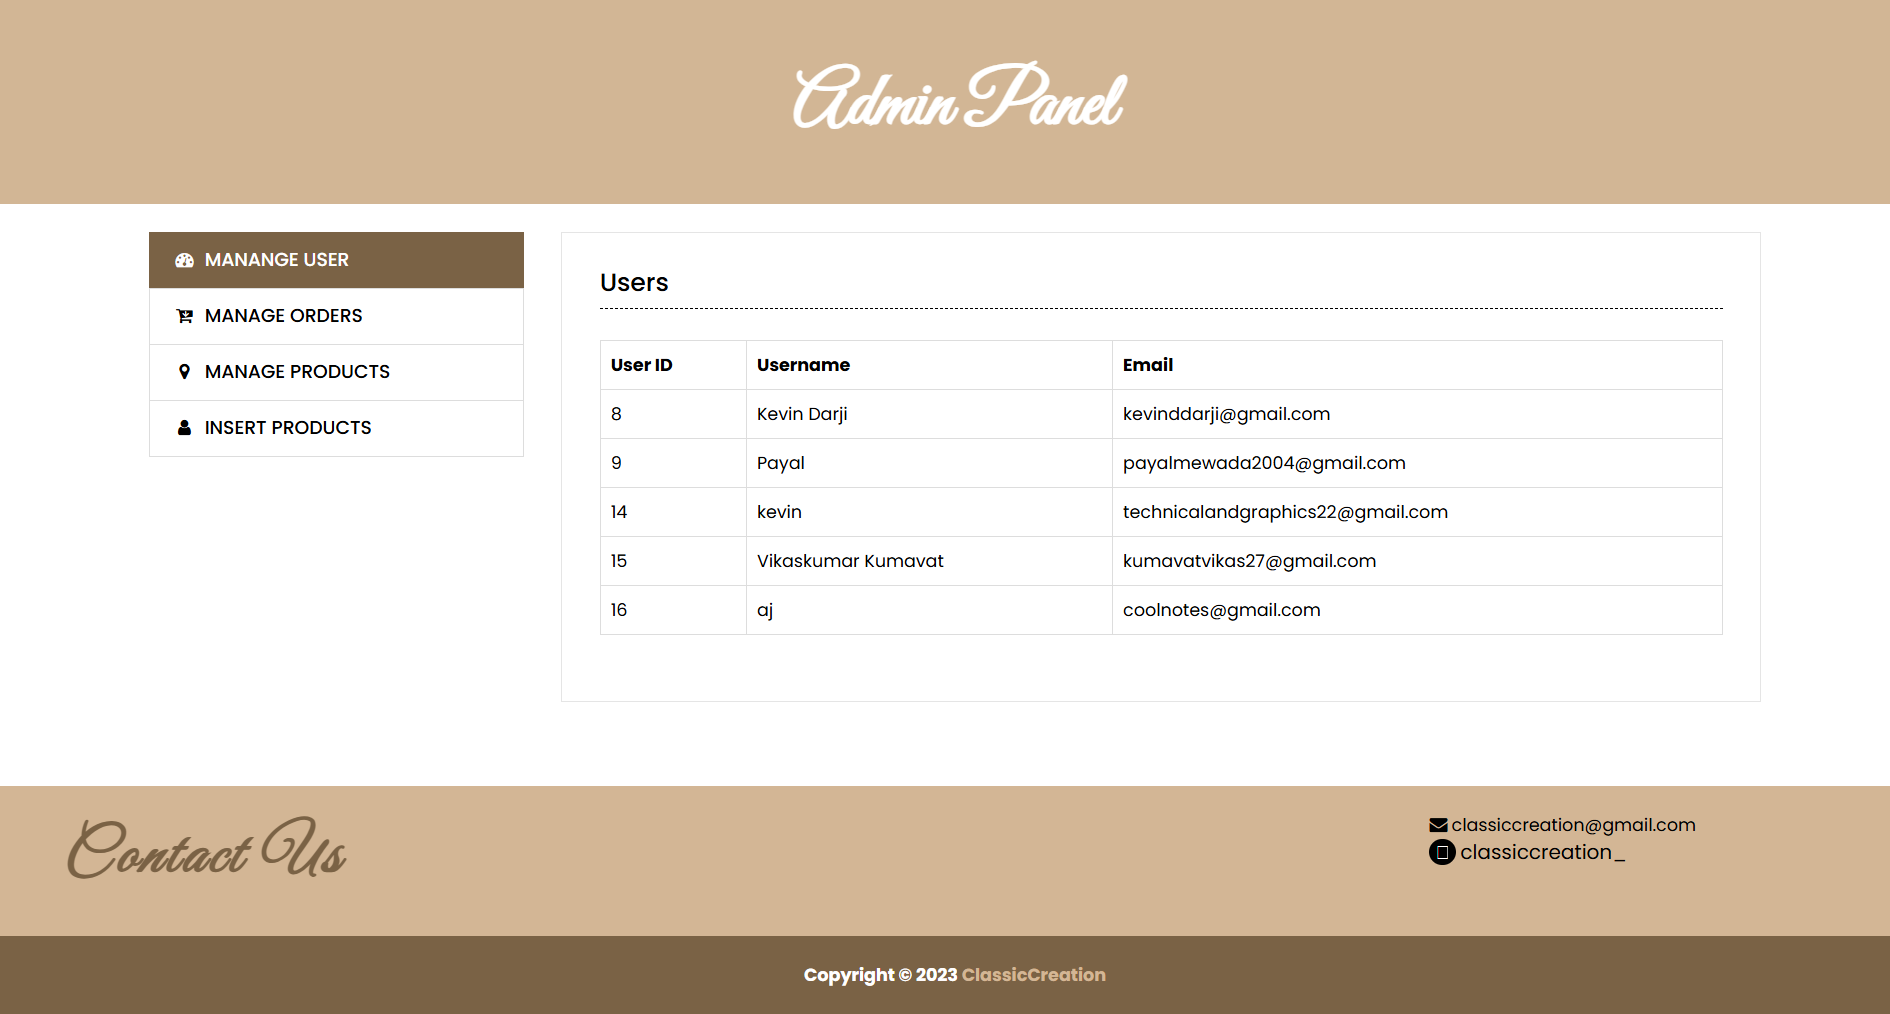 Admin Panel
MANANGE USER
MANAGE ORDERS
MANAGE PRODUCTS
INSERT PRODUCTS
Users
User ID Username Email
8 Kevin Darji kevinddarji@gmail.com
9 Payal payalmewada2004@gmail.com
14 kevin technicalandgraphics22@gmail.com
15 Vikaskumar Kumavat kumavatvikas27@gmail.com
16 aj coolnotes@gmail.com
Contact Us
classiccreation@gmail.com
classiccreation_
Copyright © 2023 ClassicCreation